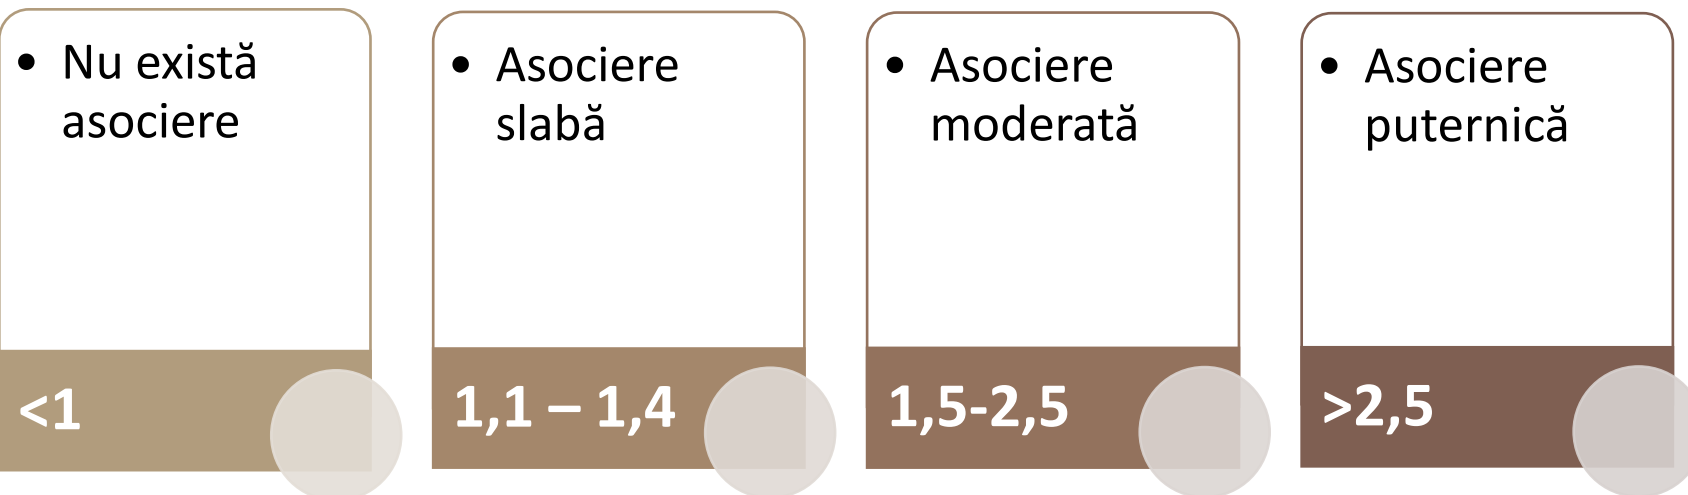 • Nu există
asociere
<1
• Asociere
slabă
1,1 – 1,4
• Asociere
moderată
1,5-2,5
• Asociere
puternică
>2,5